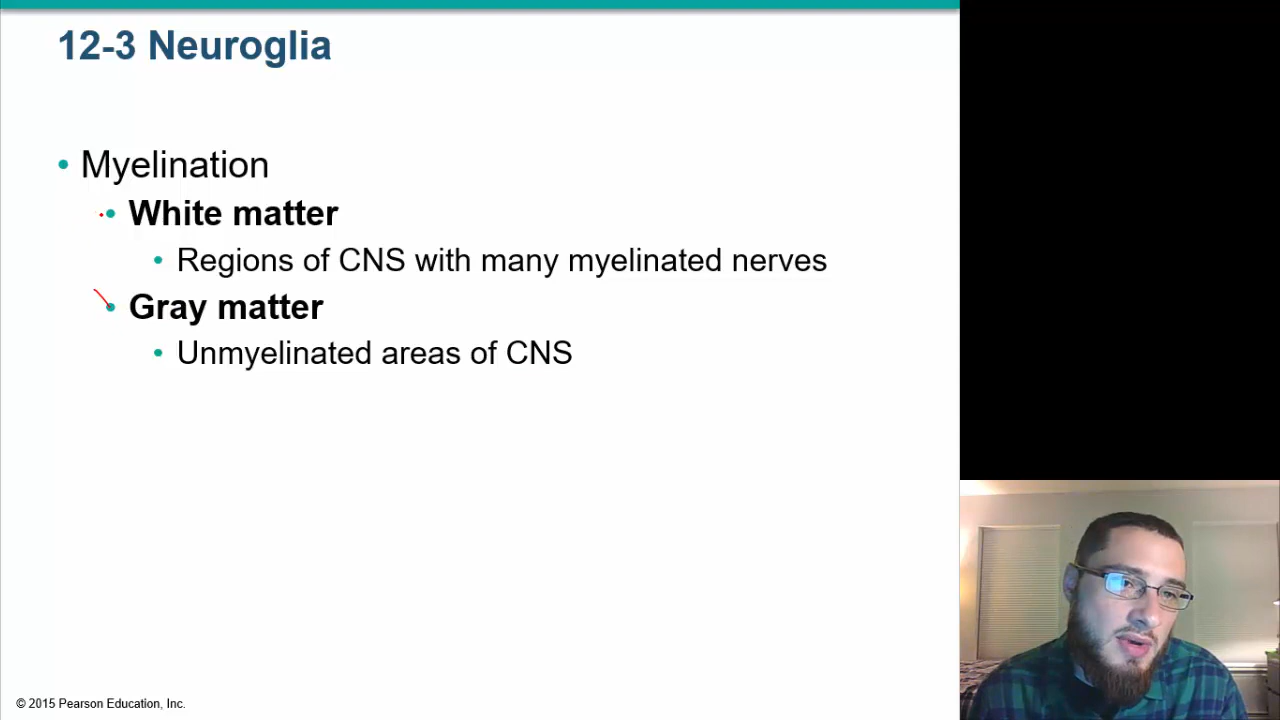 12-3 Neuroglia
• Myelination
• White matter
• Regions of CNS with many myelinated nerves
• Gray matter
• Unmyelinated areas of CNS
© 2015 Pearson Education, Inc.